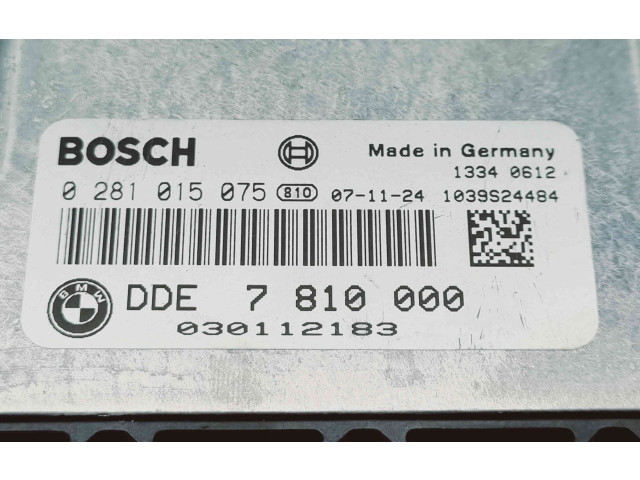 BOSCH Made in Germany
1334 0612
0 281 015 075 810 07-11-24 1039S24484
BMW DDE 7 810 000
030112183